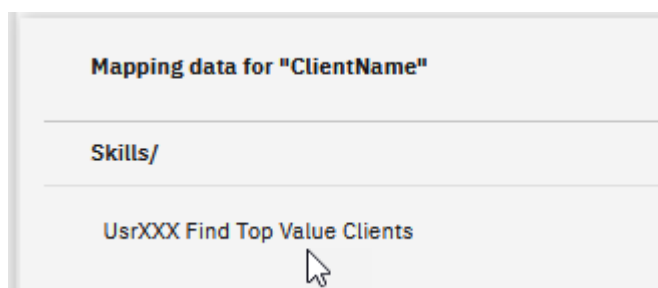 Mapping data for "ClientName"
Skills/
UsrXXX Find Top Value Clients